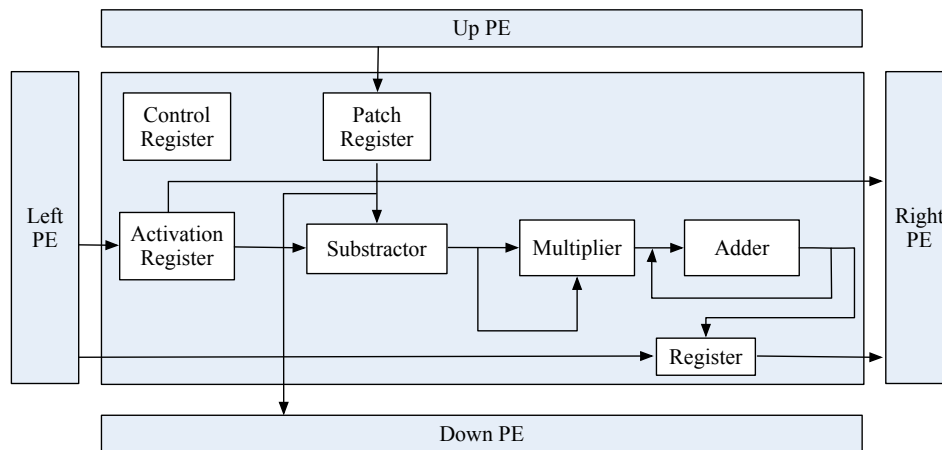 Up PE
Control
Register
Patch
Register
Left
PE
Activation
Register
Substractor
Multiplier
Adder
Right
PE
Register
Down PE